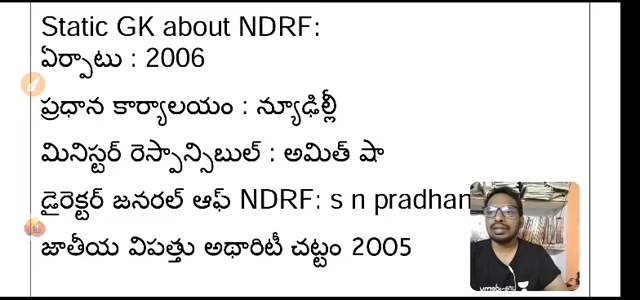 Static GK about NDRF:
ఏర్పాటు : 2006
ప్రధాన కార్యాలయం : న్యూఢిల్లీ
మినిస్టర్ రెస్పాన్సిబుల్ : అమిత్ షా
డైరెక్టర్ జనరల్ ఆఫ్ NDRF: s n pradhan
జాతీయ విపత్తు అథారిటీ చట్టం 2005